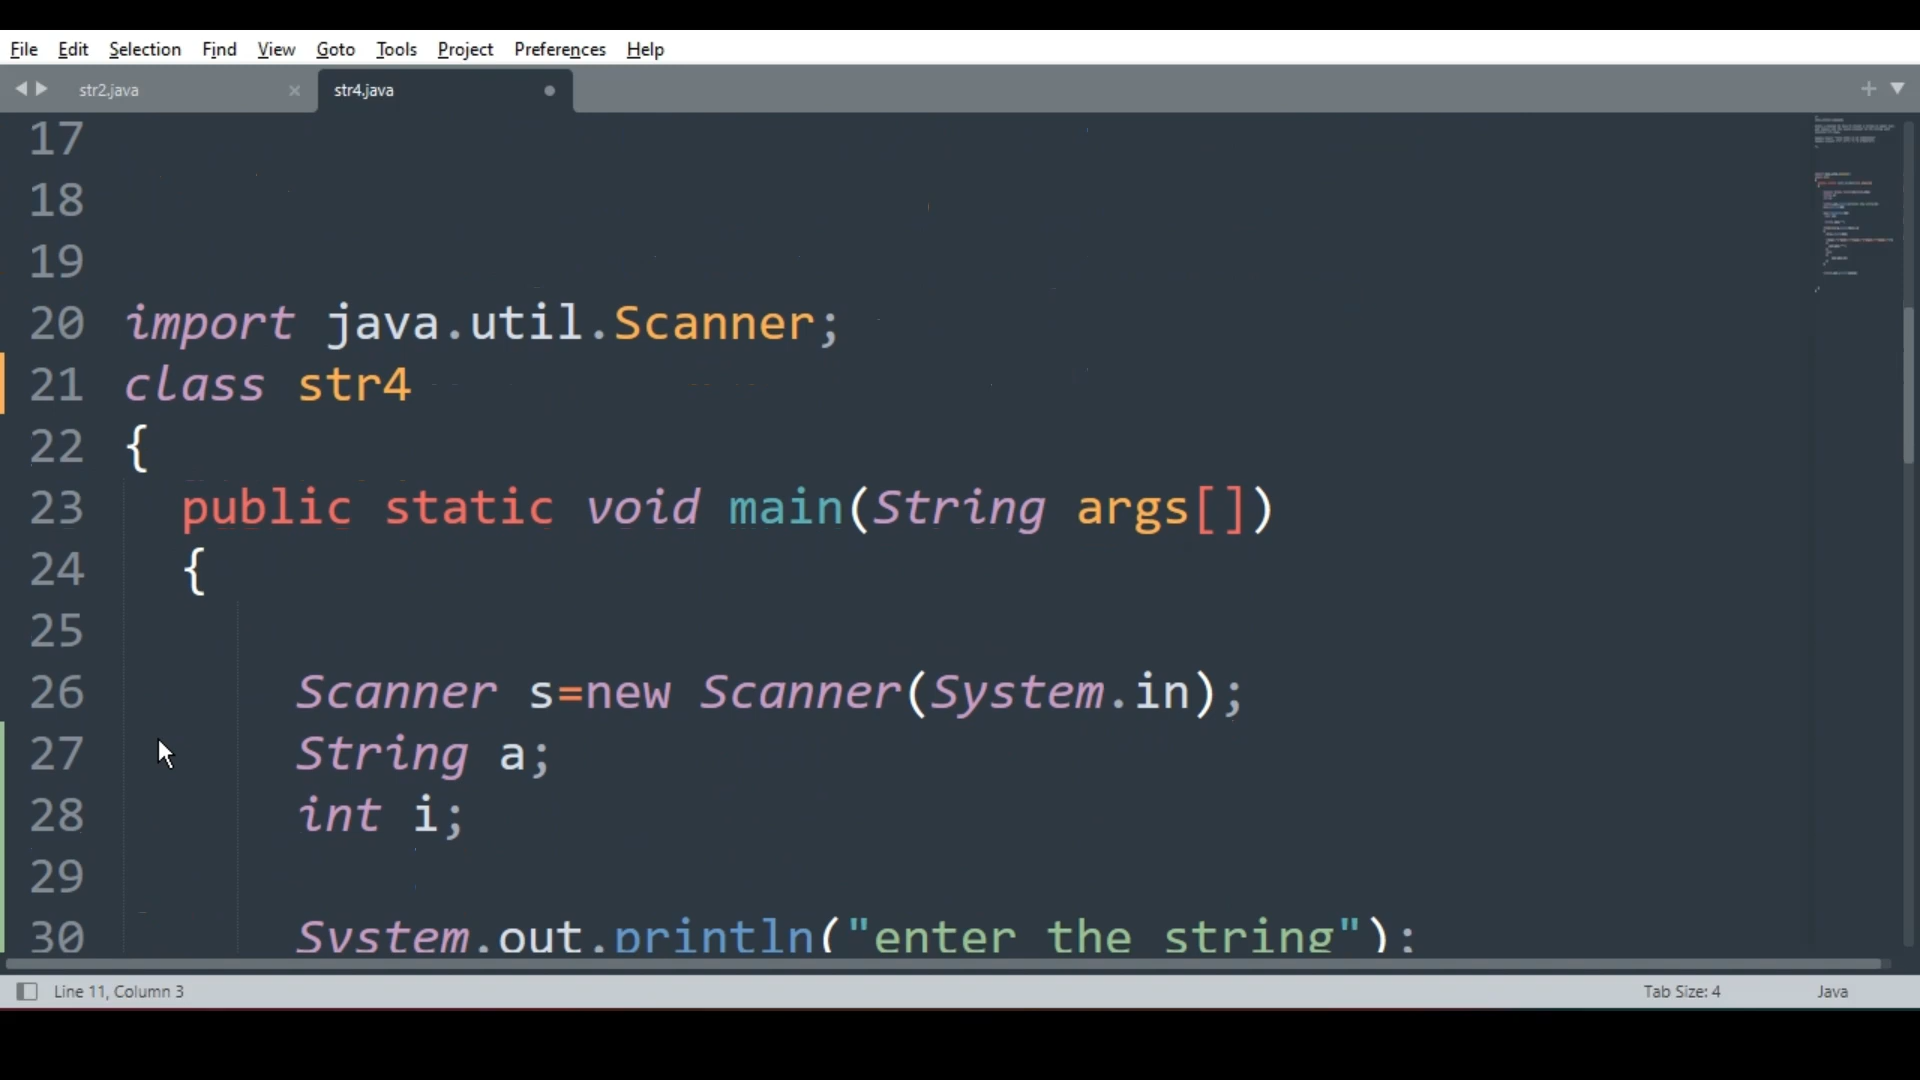 File Edit Selection Find View Goto Tools Project Preferences Help
str2.java str4.java
17
18
19
20 import java.util.Scanner;
21 class str4
22 {
23 public static void main(String args[])
24 {
25
26 Scanner s=new Scanner(System.in);
27 String a;
28 int i;
29
30 System.out.println("enter the string");
Line 11, Column 3 Tab Size: 4 Java